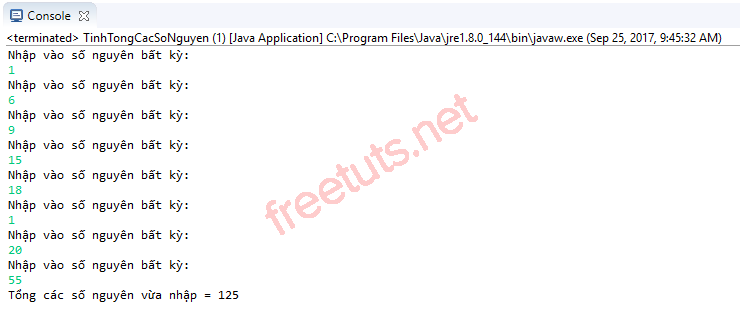 Console
<terminated> TinhTongCacSoNguyen (1) [Java Application] C:\Program Files\Java\jre1.8.0_144\bin\javaw.exe (Sep 25, 2017, 9:45:32 AM)
Nhập vào số nguyên bất kỳ:
1
Nhập vào số nguyên bất kỳ:
6
Nhập vào số nguyên bất kỳ:
9
Nhập vào số nguyên bất kỳ:
15
Nhập vào số nguyên bất kỳ:
18
Nhập vào số nguyên bất kỳ:
1
Nhập vào số nguyên bất kỳ:
20
Nhập vào số nguyên bất kỳ:
55
Tổng các số nguyên vừa nhập = 125
freetuts.net